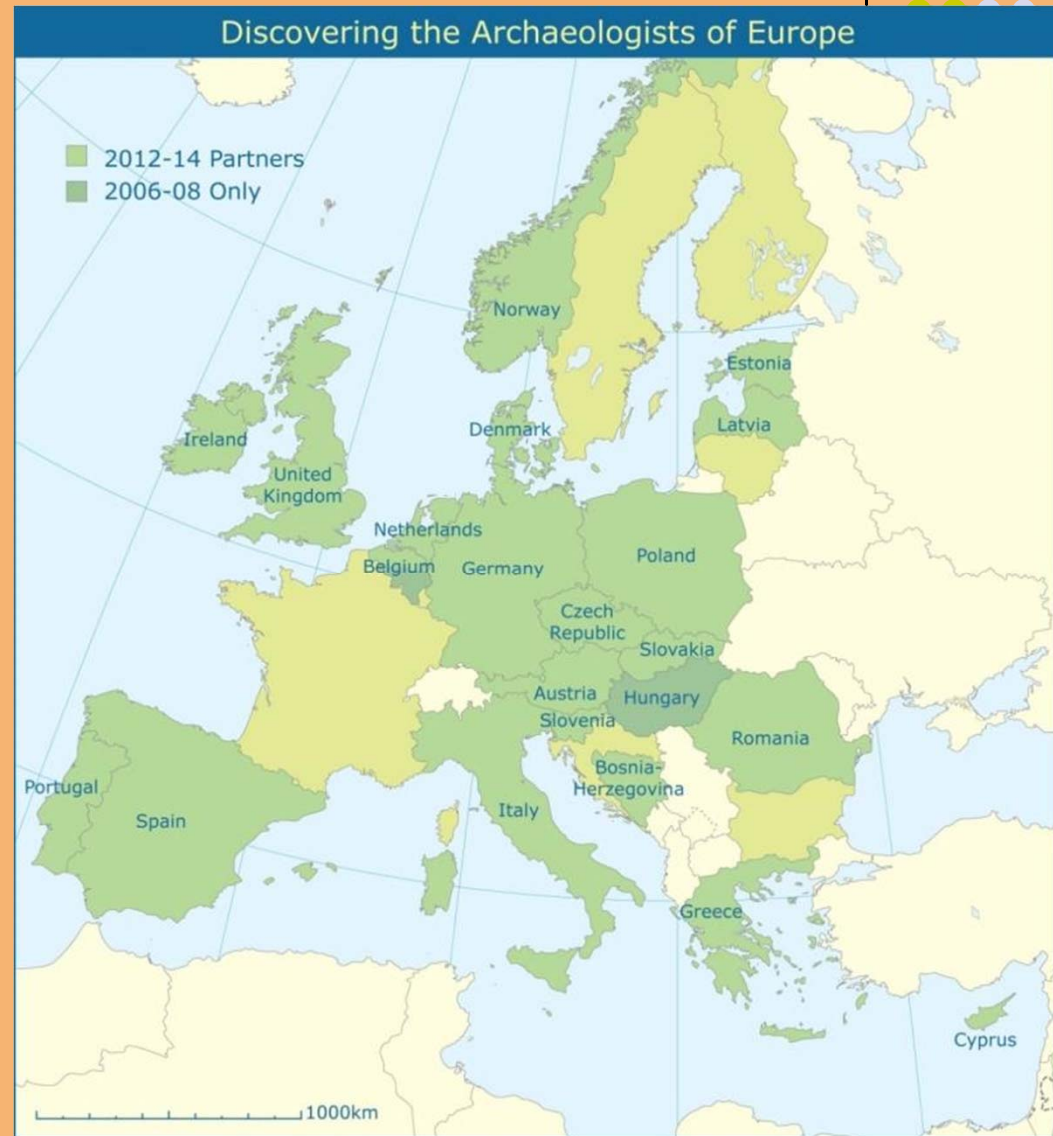 Discovering the Archaeologists of Europe
2012-14 Partners
2006-08 Only
Norway
Estonia
Latvia
Denmark
Ireland
United
Kingdom
Netherlands
Belgium
Germany
Poland
Czech
Republic
Slovakia
Austria
Hungary
Slovenia
Romania
Bosnia-
Herzegovina
Portugal
Spain
Italy
Greece
Cyprus
1000km